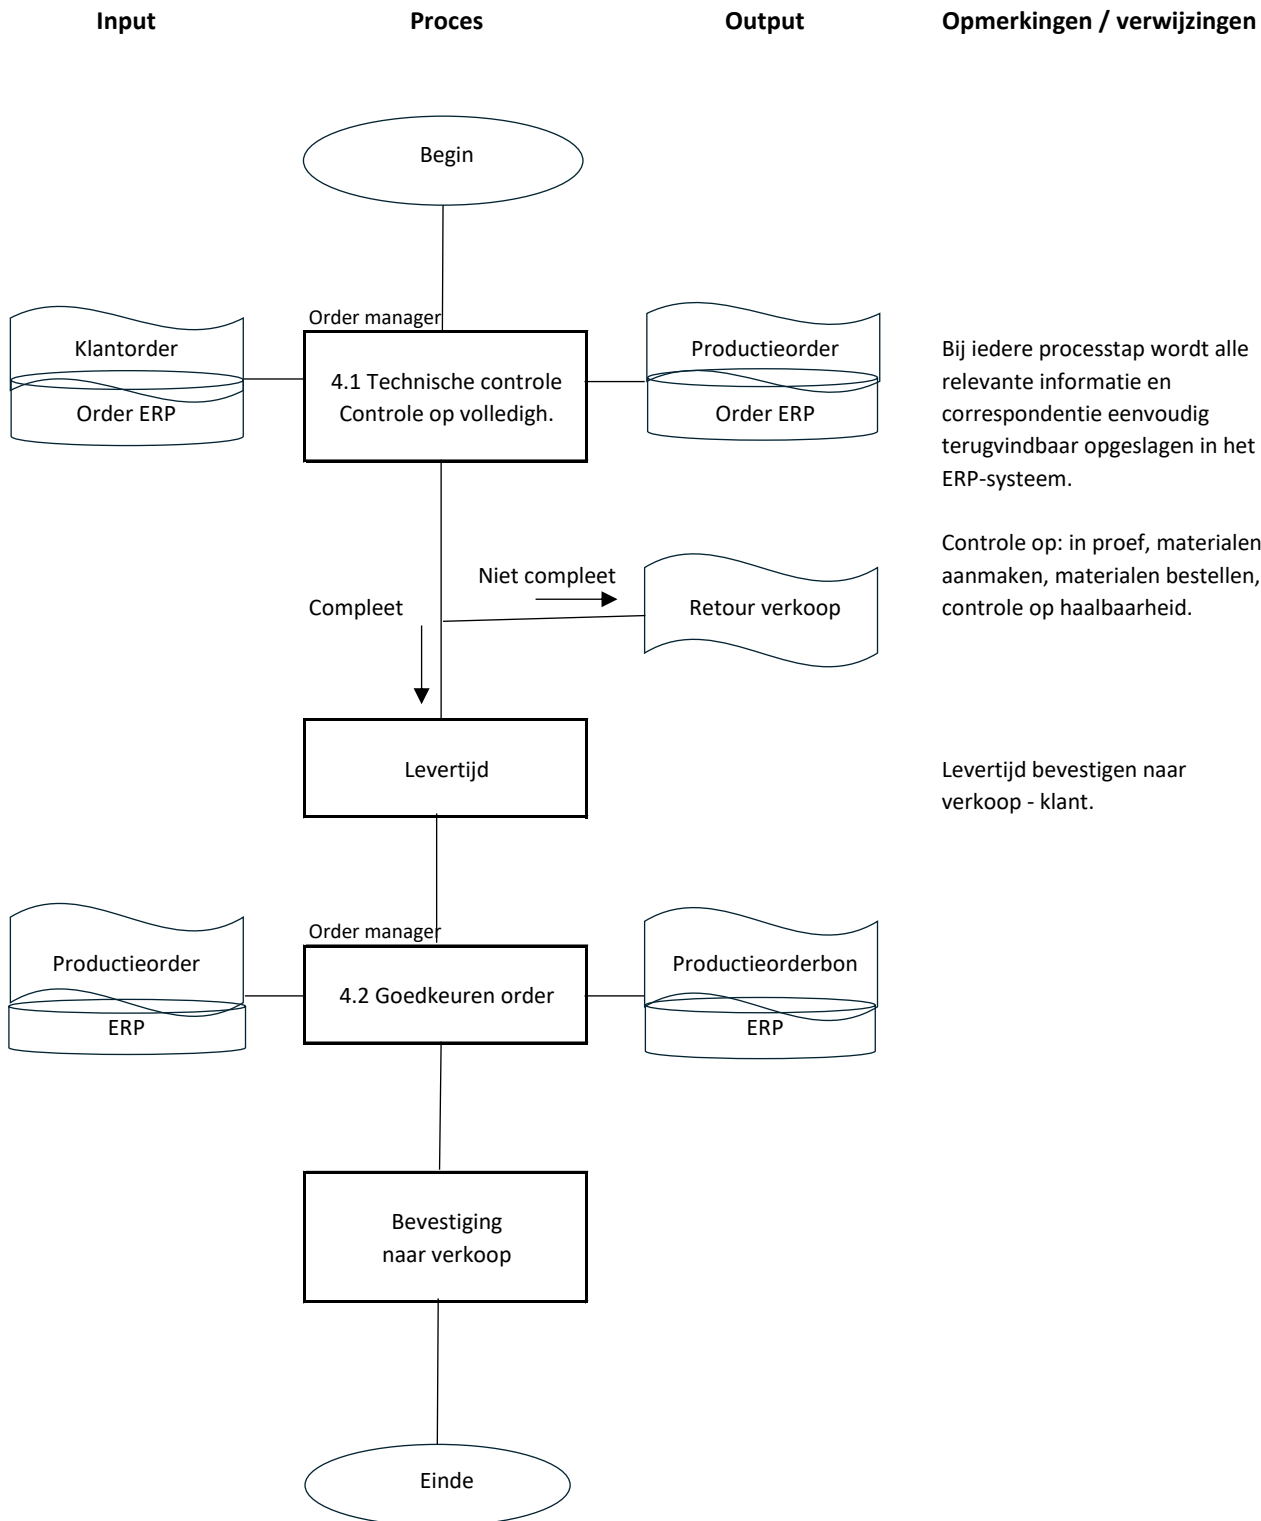 Input
Proces
Output
Opmerkingen / verwijzingen
Begin
Order manager
Klantorder
Order ERP
4.1 Technische controle
Controle op volledigh.
Productieorder
Order ERP
Bij iedere processtap wordt alle
relevante informatie en
correspondentie eenvoudig
terugvindbaar opgeslagen in het
ERP-systeem.
Controle op: in proef, materialen
aanmaken, materialen bestellen,
controle op haalbaarheid.
Niet compleet
Compleet
Retour verkoop
Levertijd
Levertijd bevestigen naar
verkoop - klant.
Order manager
Productieorder
ERP
4.2 Goedkeuren order
Productieorderbon
ERP
Bevestiging
naar verkoop
Einde